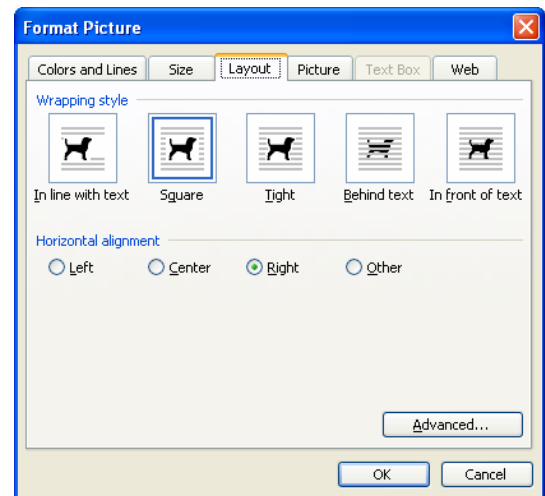 Format Picture
Colors and Lines Size Layout Picture Text Box Web
Wrapping style
In line with text Square Tight Behind text In front of text
Horizontal alignment
Left Center Right Other
Advanced...
OK Cancel